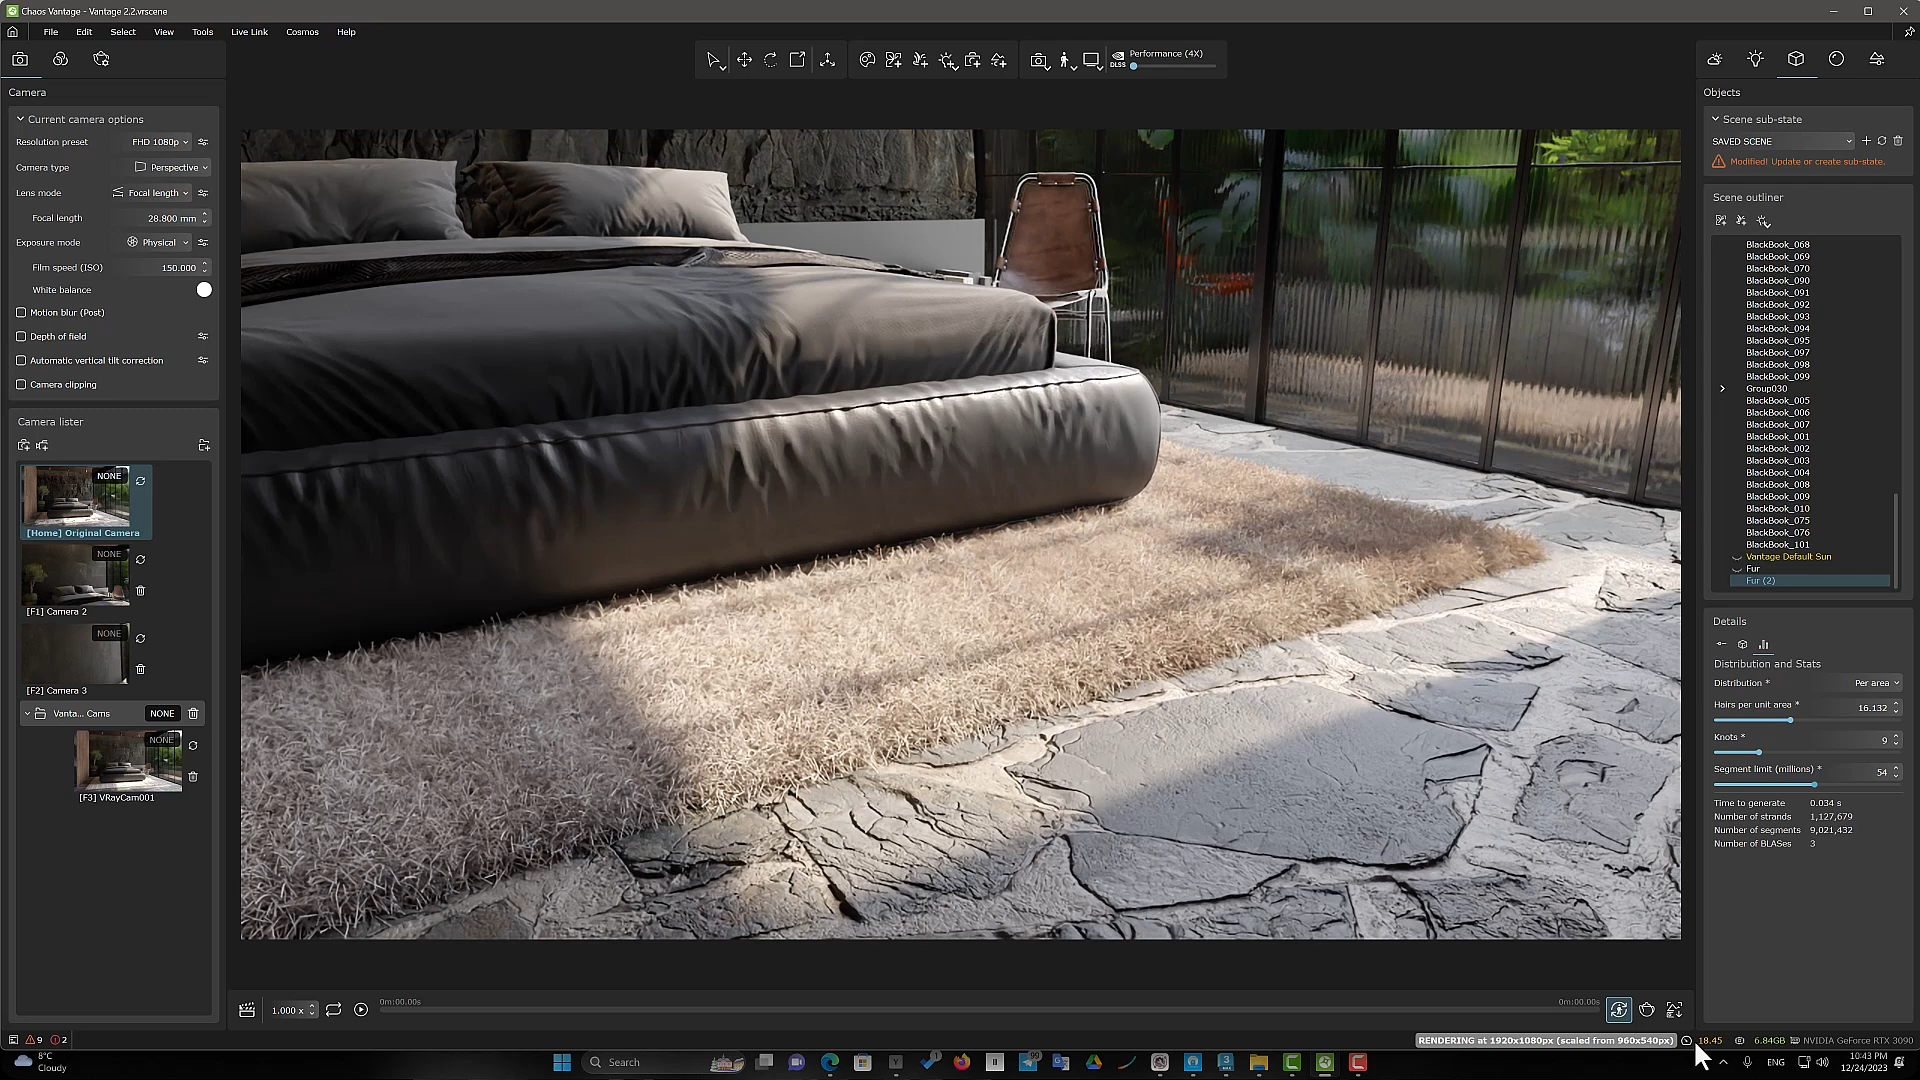 Chaos Vantage - Vantage 2.2.vrscene
File Edit Select View Tools Live Link Cosmos Help
DLSS Performance (4X)
Camera
Current camera options
Resolution preset FHD 1080p
Camera type Perspective
Lens mode Focal length
Focal length 28.800 mm
Exposure mode Physical
Film speed (ISO) 150.000
White balance
Motion blur (Post)
Depth of field
Automatic vertical tilt correction
Camera clipping
Camera lister
NONE
[Home] Original Camera
NONE
[F1] Camera 2
NONE
[F2] Camera 3
Vanta... Cams NONE
NONE
[F3] VRayCam001
1.000 x
0m:00.00s
0m:00.00s
Objects
Scene sub-state
SAVED SCENE
Modified! Update or create sub-state.
Scene outliner
BlackBook_068
BlackBook_069
BlackBook_070
BlackBook_090
BlackBook_091
BlackBook_092
BlackBook_093
BlackBook_094
BlackBook_095
BlackBook_097
BlackBook_098
BlackBook_099
Group030
BlackBook_005
BlackBook_006
BlackBook_007
BlackBook_001
BlackBook_002
BlackBook_003
BlackBook_004
BlackBook_008
BlackBook_009
BlackBook_010
BlackBook_075
BlackBook_076
BlackBook_101
Vantage Default Sun
Fur
Fur (2)
Details
Distribution and Stats
Distribution * Per area
Hairs per unit area * 16.132
Knots * 9
Segment limit (millions) * 54
Time to generate 0.034 s
Number of strands 1,127,679
Number of segments 9,021,432
Number of BLASes 3
9 2
RENDERING at 1920x1080px (scaled from 960x540px) 18.45 6.84GB NVIDIA GeForce RTX 3090
8°C
Cloudy
Search
99
ENG
10:43 PM
12/24/2023